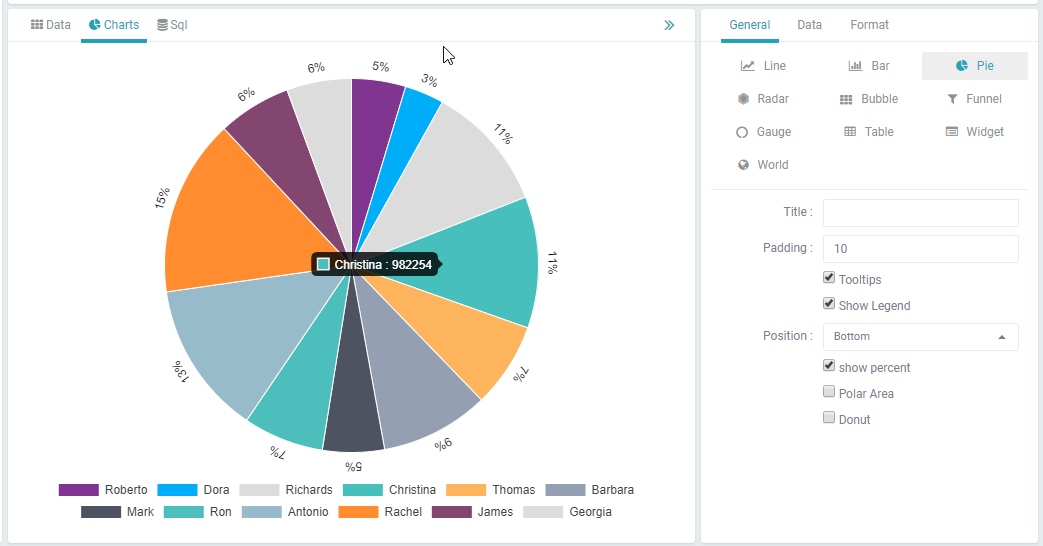 Data Charts Sql
General Data Format
Line Bar Pie
Radar Bubble Funnel
Gauge Table Widget
World
Title :
Padding : 10
Tooltips
Show Legend
Position : Bottom
show percent
Polar Area
Donut
5%
3%
11%
11%
7%
9%
5%
7%
13%
15%
6%
6%
Christina : 982254
Roberto Dora Richards Christina Thomas Barbara
Mark Ron Antonio Rachel James Georgia